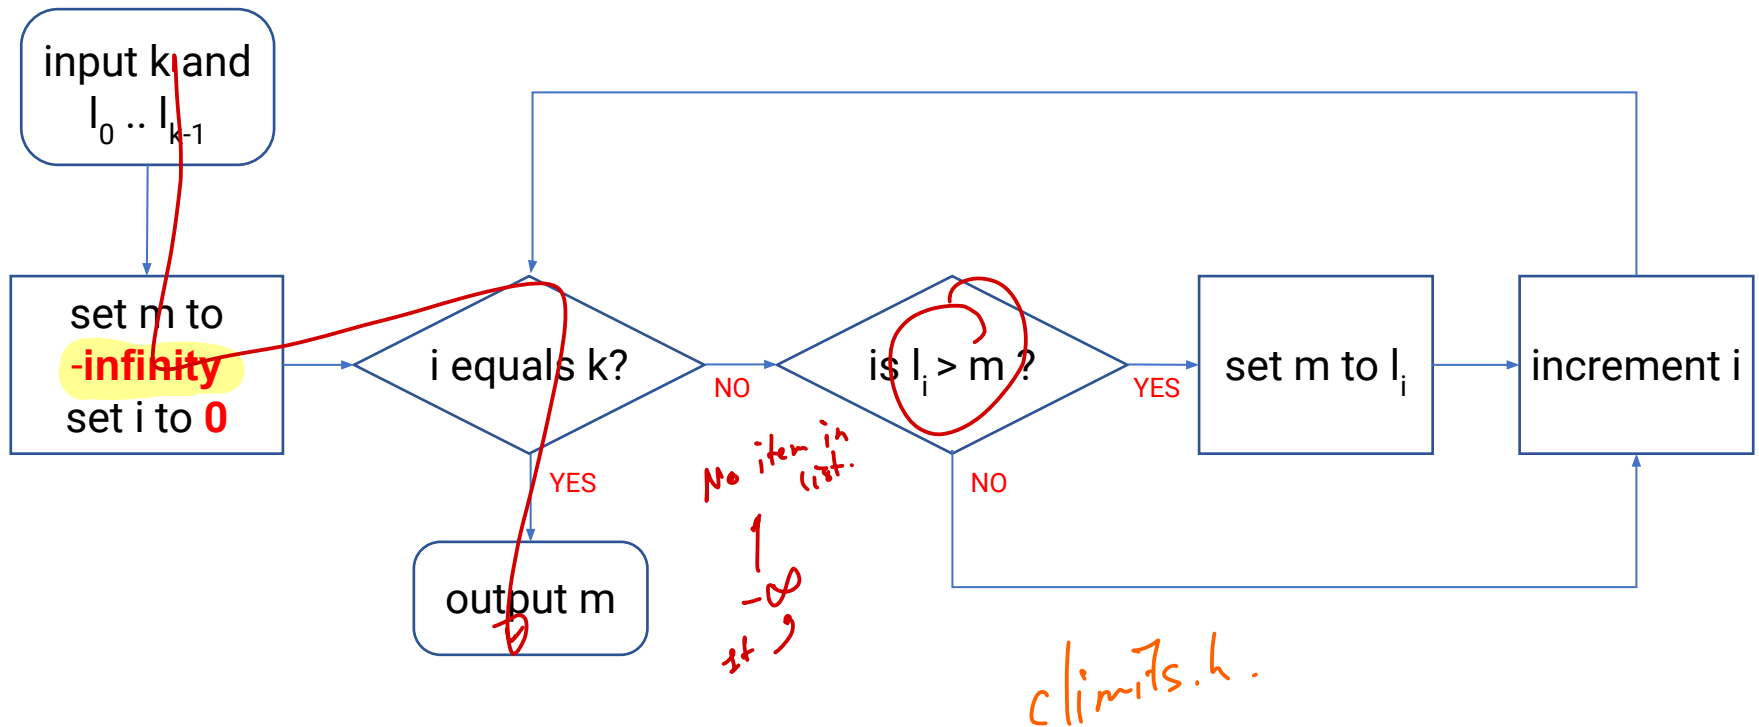 input k and
l0 .. lk-1
set m to
-infinity
set i to 0
i equals k?
NO
YES
output m
is li > m ?
YES
NO
set m to li
increment i
No item in
list.
-∞
climits.h.